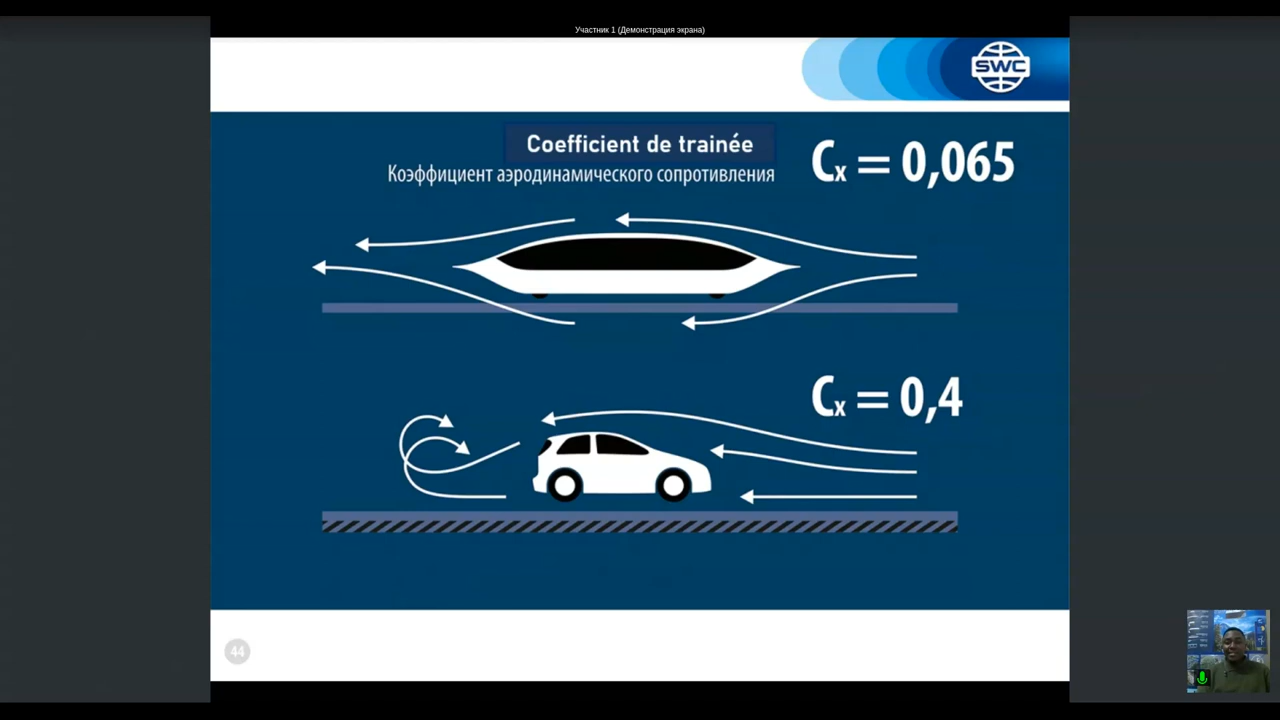 Участник 1 (Демонстрация экрана)
SWC
Coefficient de trainée
Коэффициент аэродинамического сопротивления
Cx = 0,065
Cx = 0,4
44